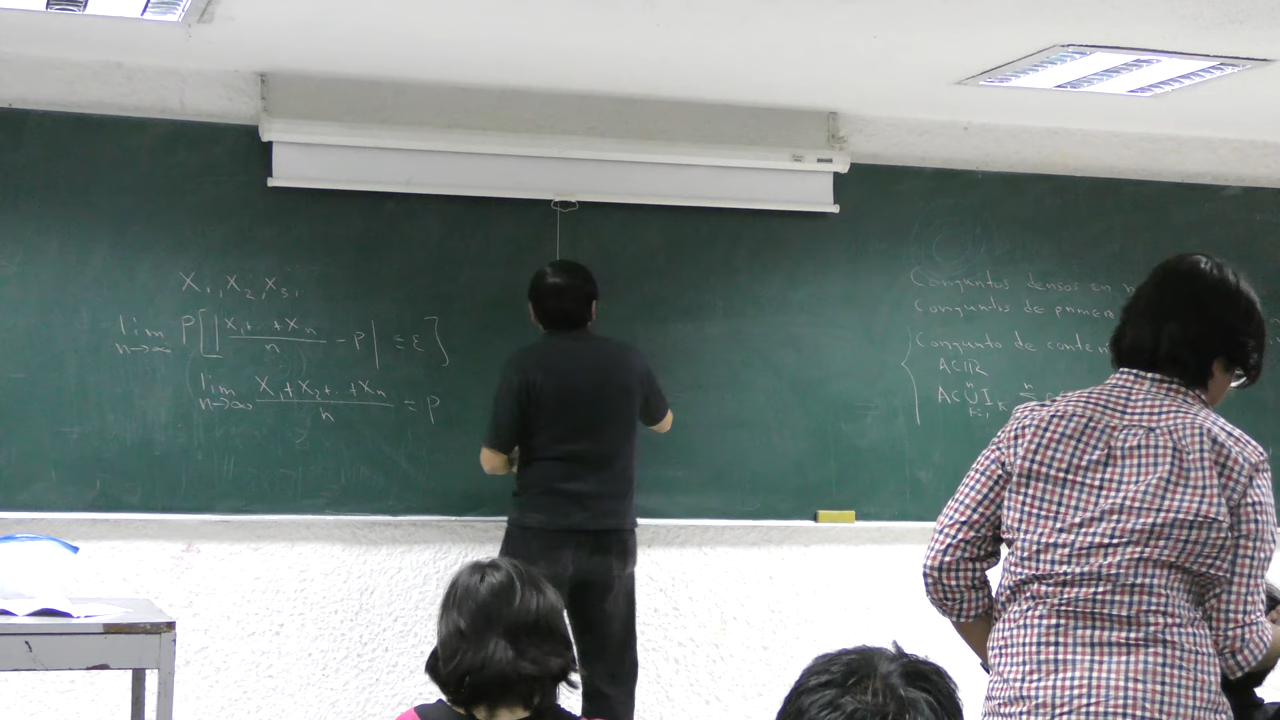 X₁, X₂, X₃,
lim n→∞ P[|X₁+..+Xₙ / n - P| ≤ ε]
lim n→∞ X₁+X₂+..+Xₙ / n = P
Conjuntos densos en
Conjuntos de primera
Conjunto de conten
A⊂ℝ
A⊂ ⋃ⁿ Iₖ